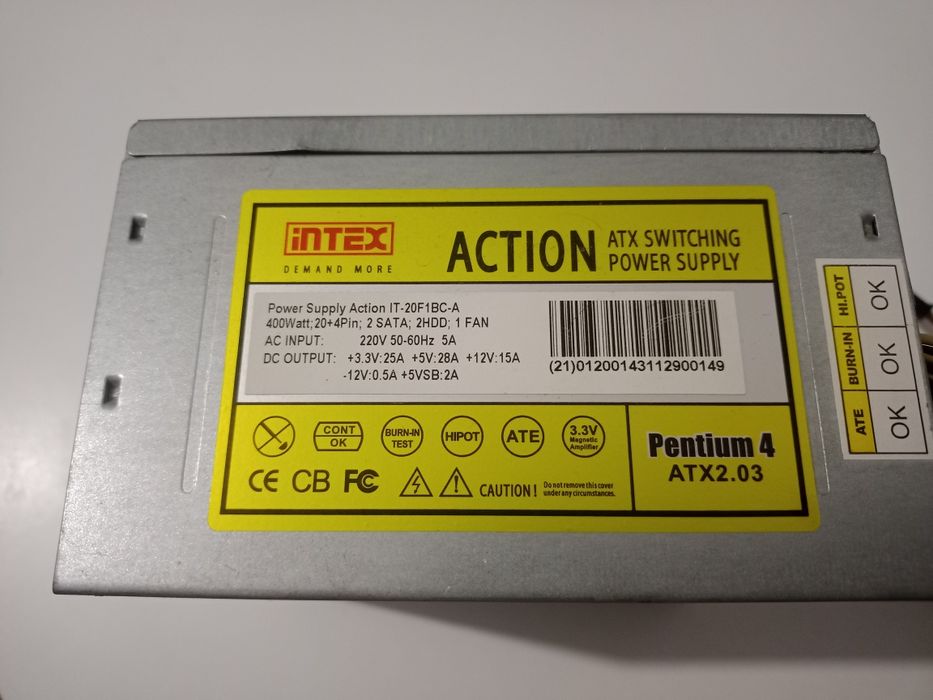 iNTEX
DEMAND MORE
ACTION
ATX SWITCHING
POWER SUPPLY
Power Supply Action IT-20F1BC-A
400Watt;20+4Pin; 2 SATA; 2HDD; 1 FAN
AC INPUT: 220V 50-60Hz 5A
DC OUTPUT: +3.3V:25A +5V:28A +12V:15A
-12V:0.5A +5VSB:2A
(21)01200143112900149
CONT
OK
BURN-IN
TEST
HIPOT
ATE
3.3V
Magnetic
Amplifier
CE CB FC
CAUTION!
Do not remove this cover
under any circumstances.
Pentium 4
ATX2.03
ATE OK
BURN-IN OK
HI.POT OK